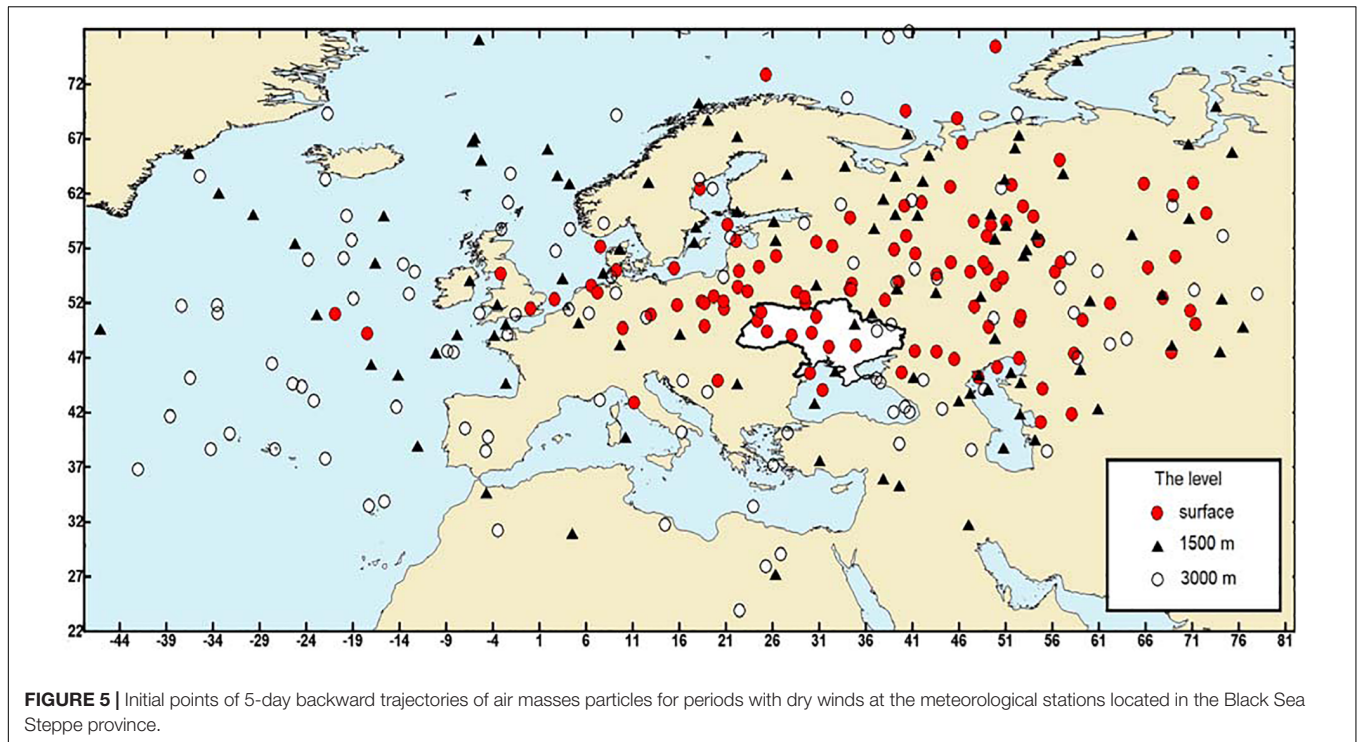 72
67
62
57
52
47
42
37
32
27
22
-44 -39 -34 -29 -24 -19 -14 -9 -4 1 6 11 16 21 26 31 36 41 46 51 56 61 66 71 76 81
The level
surface
1500 m
3000 m
FIGURE 5 | Initial points of 5-day backward trajectories of air masses particles for periods with dry winds at the meteorological stations located in the Black Sea
Steppe province.